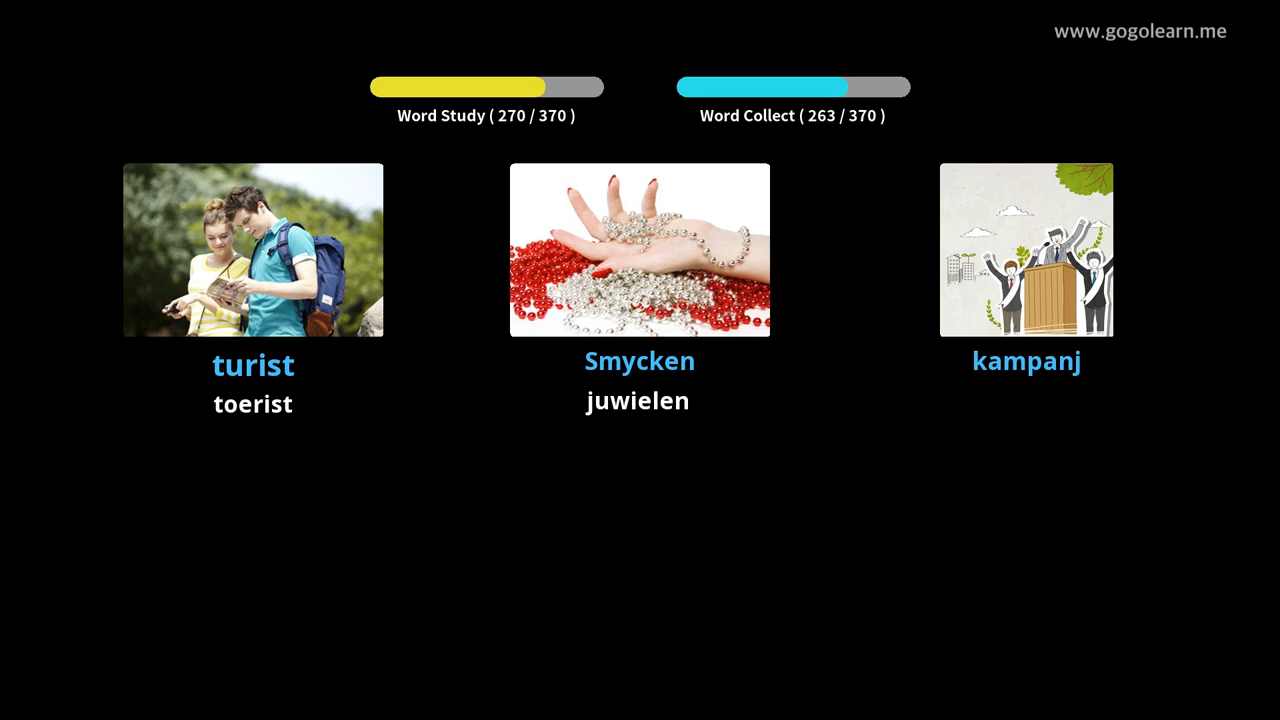 www.gogolearn.me
Word Study ( 270 / 370 )
Word Collect ( 263 / 370 )
turist
toerist
Smycken
juwielen
kampanj